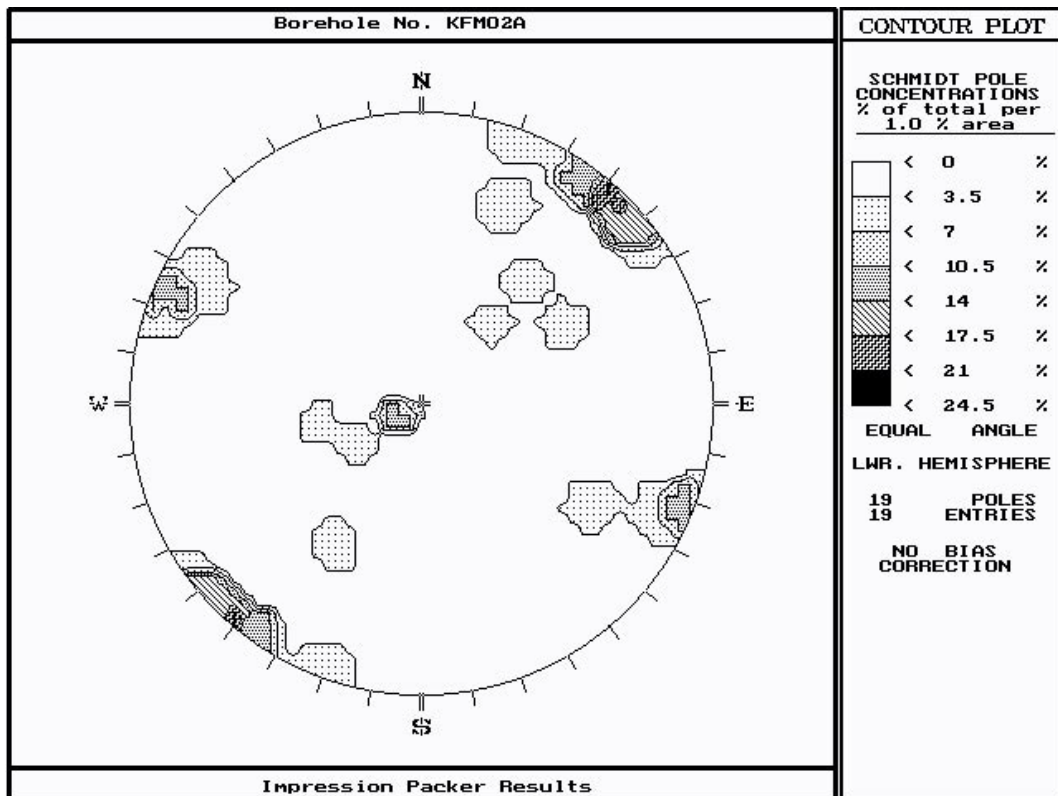 Borehole No. KFM02A
N
W
E
S
Impression Packer Results
CONTOUR PLOT
SCHMIDT POLE
CONCENTRATIONS
% of total per
1.0 % area
< 0 %
< 3.5 %
< 7 %
< 10.5 %
< 14 %
< 17.5 %
< 21 %
< 24.5 %
EQUAL ANGLE
LWR. HEMISPHERE
19 POLES
19 ENTRIES
NO BIAS
CORRECTION